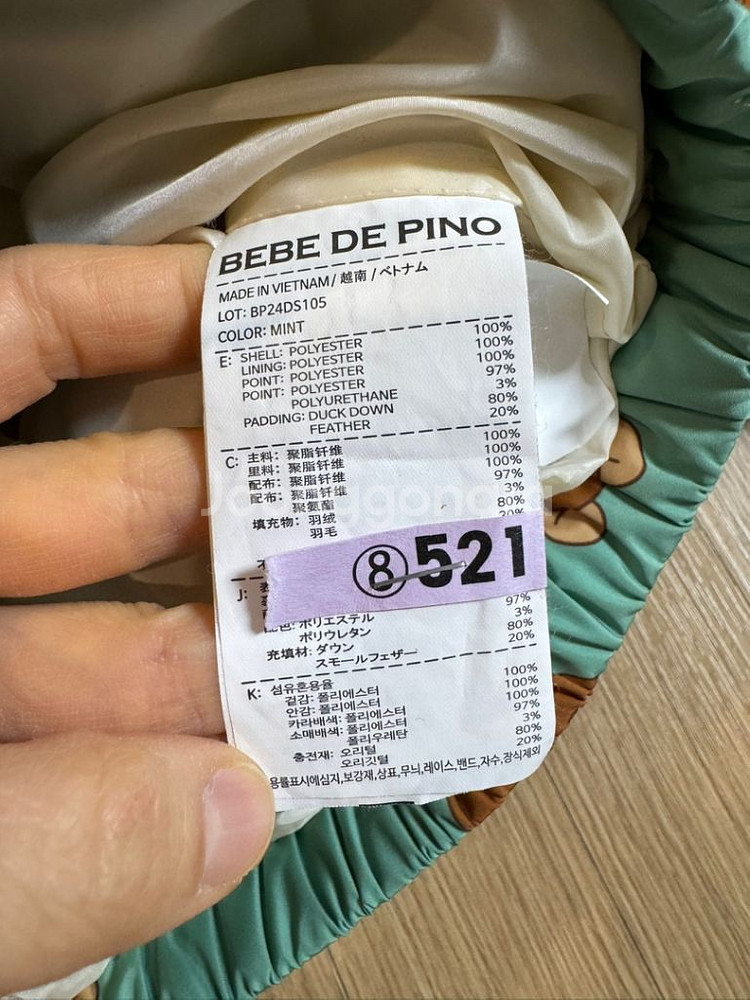 BEBE DE PINO
MADE IN VIETNAM / 越南 / ベトナム
LOT: BP24DS105
COLOR: MINT
E: SHELL: POLYESTER 100%
LINING: POLYESTER 100%
POINT: POLYESTER 100%
POINT: POLYESTER 97%
POLYURETHANE 3%
PADDING: DUCK DOWN 80%
FEATHER 20%
C: 主料: 聚脂钎维 100%
里料: 聚脂钎维 100%
配布: 聚脂钎维 100%
配布: 聚脂钎维 97%
聚氨酯 3%
填充物: 羽绒 80%
羽毛 20%
⑧521
J:
97%
配色: ポリエステル 3%
ポリウレタン 80%
充填材: ダウン 20%
スモールフェザー
K: 섬유혼용율
겉감: 폴리에스터 100%
안감: 폴리에스터 100%
카라배색: 폴리에스터 100%
소매배색: 폴리에스터 97%
폴리우레탄 3%
충전재: 오리털 80%
오리깃털 20%
용률표시에심지,보강재,상표,무늬,레이스,밴드,자수,장식제외